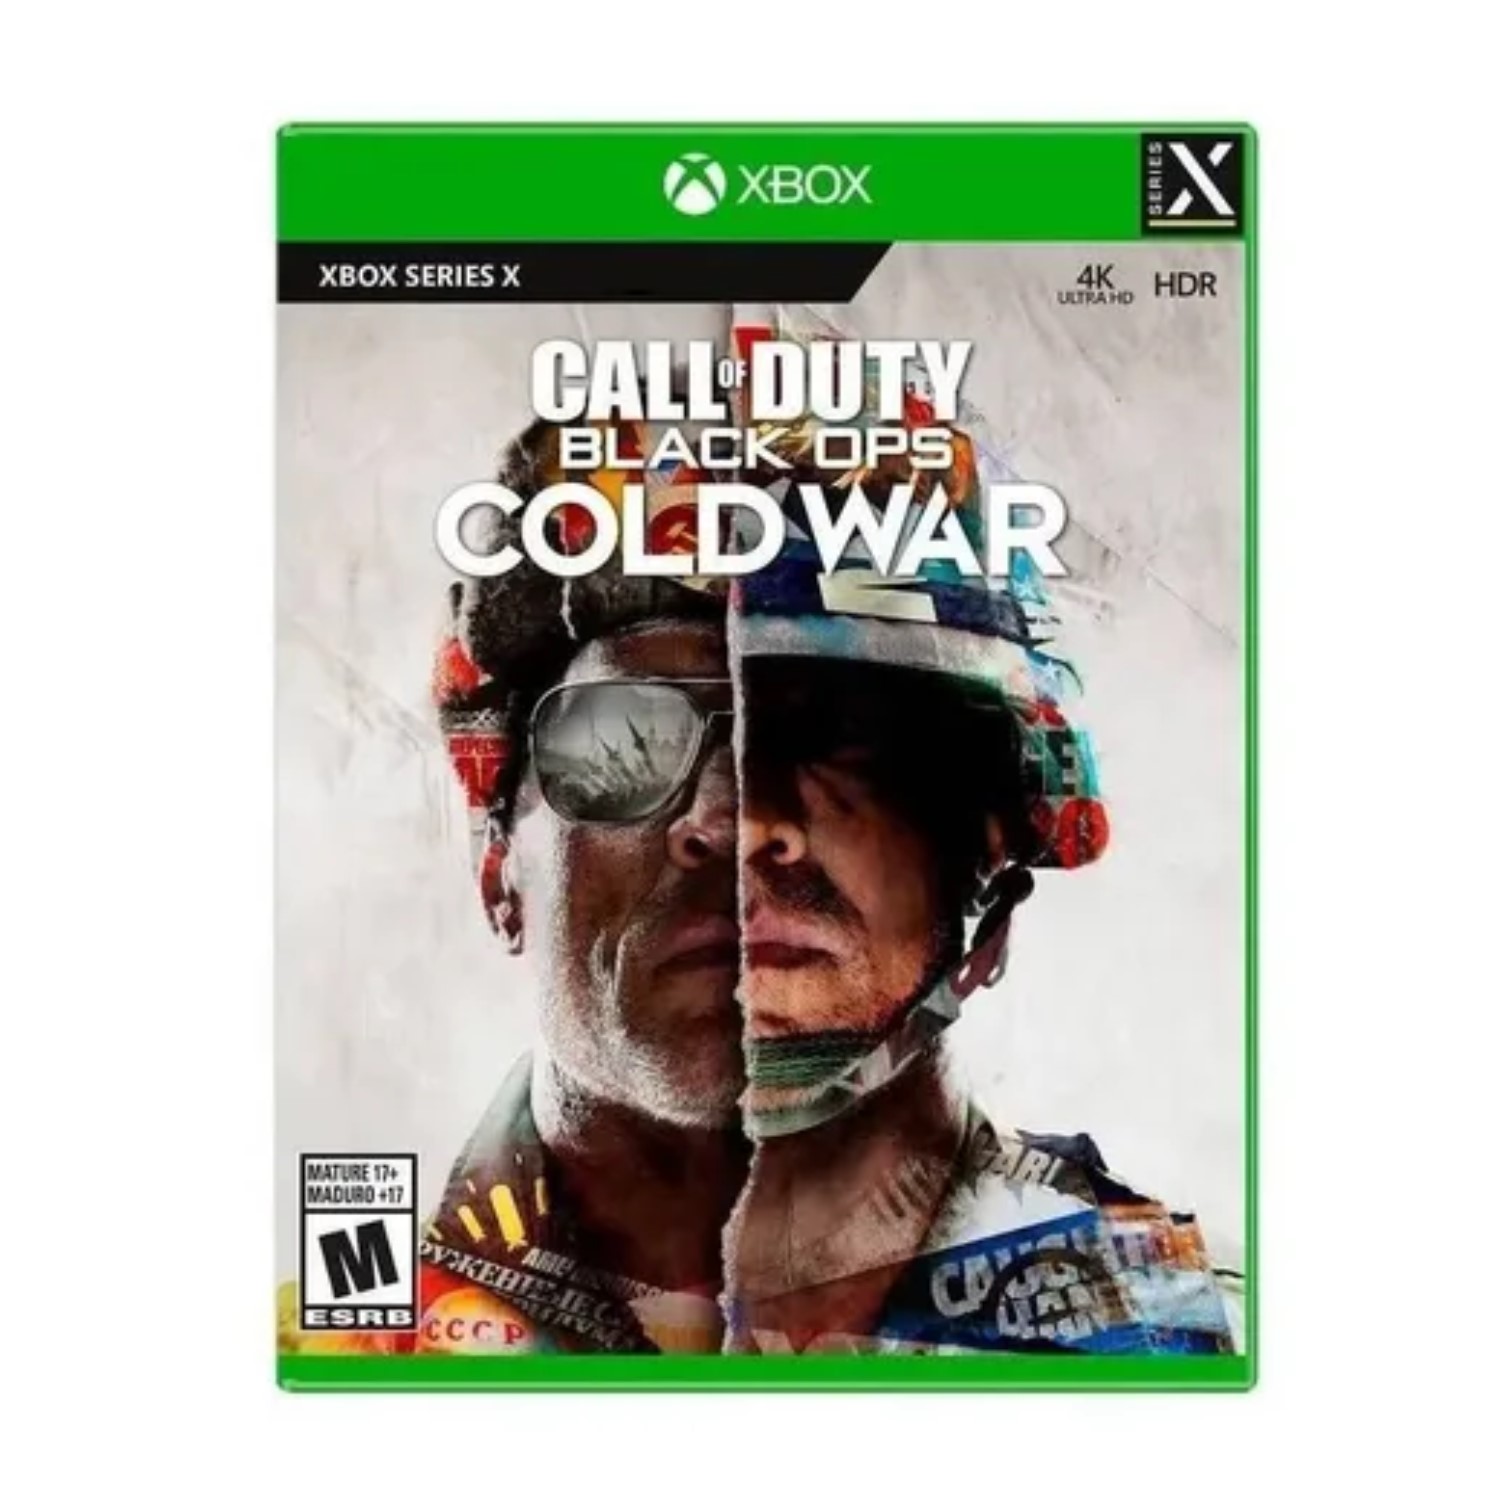 XBOX
SERIES X
XBOX SERIES X
4K
ULTRA HD
HDR
CALL OF DUTY
BLACK OPS
COLD WAR
MATURE 17+
MADURO +17
M
ESRB
СССР